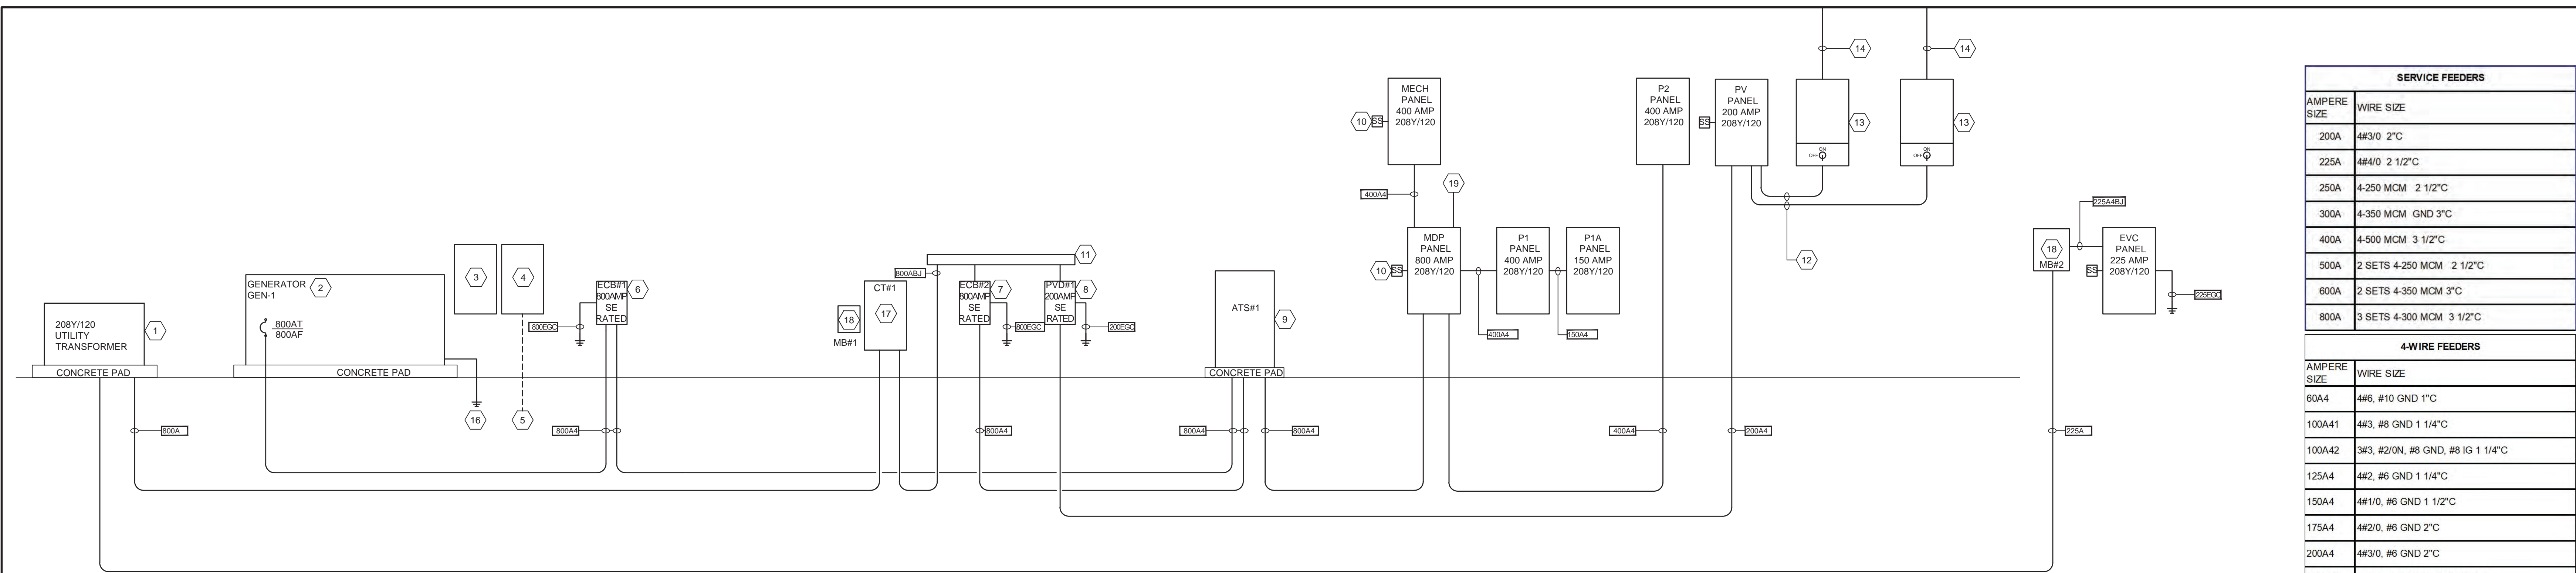 14
14
MECH
PANEL
400 AMP
208Y/120
10
SS
P2
PANEL
400 AMP
208Y/120
PV
PANEL
200 AMP
208Y/120
SS
13
ON
OFF
13
ON
OFF
400A4
19
12
MDP
PANEL
800 AMP
208Y/120
10
SS
P1
PANEL
400 AMP
208Y/120
P1A
PANEL
150 AMP
208Y/120
400A4
150A4
225A4BJ
18
MB#2
EVC
PANEL
225 AMP
208Y/120
SS
225EGC
208Y/120
UTILITY
TRANSFORMER
1
CONCRETE PAD
GENERATOR
GEN-1
2
800AT
800AF
CONCRETE PAD
3
4
16
5
ECB#1
800AMP
SE
RATED
6
800EGC
18
MB#1
CT#1
17
800ABJ
11
ECB#2
800AMP
SE
RATED
7
800EGC
PVD#1
200AMP
SE
RATED
8
200EGC
ATS#1
9
CONCRETE PAD
800A
800A4
800A4
800A4
800A4
400A4
200A4
225A
SERVICE FEEDERS
AMPERE
SIZE
WIRE SIZE
200A 4#3/0 2"C
225A 4#4/0 2 1/2"C
250A 4-250 MCM 2 1/2"C
300A 4-350 MCM GND 3"C
400A 4-500 MCM 3 1/2"C
500A 2 SETS 4-250 MCM 2 1/2"C
600A 2 SETS 4-350 MCM 3"C
800A 3 SETS 4-300 MCM 3 1/2"C
4-WIRE FEEDERS
AMPERE
SIZE
WIRE SIZE
60A4 4#6, #10 GND 1"C
100A41 4#3, #8 GND 1 1/4"C
100A42 3#3, #2/0N, #8 GND, #8 IG 1 1/4"C
125A4 4#2, #6 GND 1 1/4"C
150A4 4#1/0, #6 GND 1 1/2"C
175A4 4#2/0, #6 GND 2"C
200A4 4#3/0, #6 GND 2"C